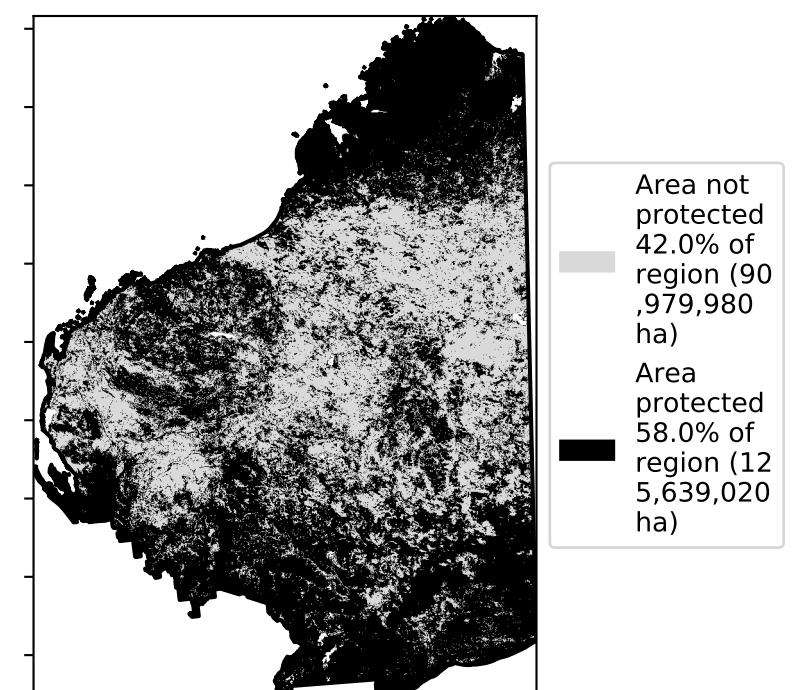 Area not
protected
42.0% of
region (90
,979,980
ha)
Area
protected
58.0% of
region (12
5,639,020
ha)